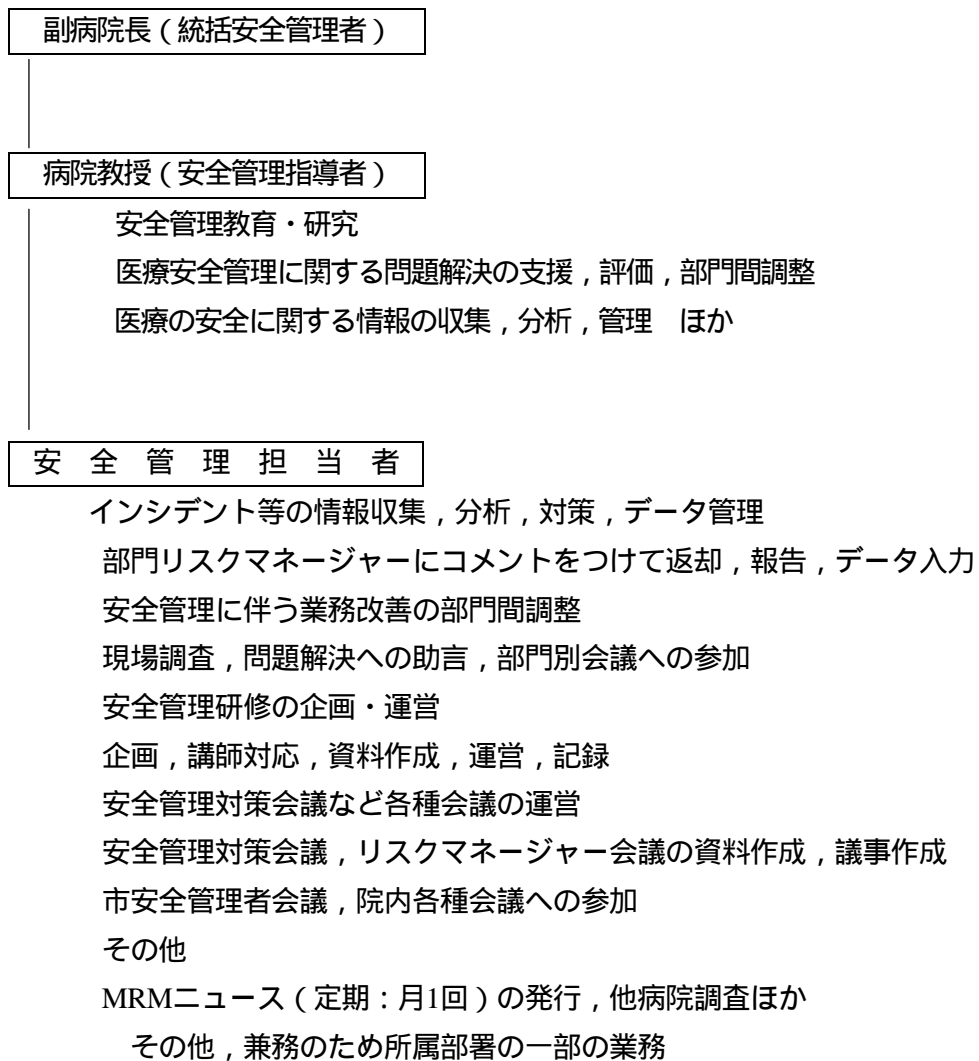 副病院長(統括安全管理者)
病院教授(安全管理指導者)
安全管理教育・研究
医療安全管理に関する問題解決の支援,評価,部門間調整
医療の安全に関する情報の収集,分析,管理 ほか
安 全 管 理 担 当 者
インシデント等の情報収集,分析,対策,データ管理
部門リスクマネージャーにコメントをつけて返却,報告,データ入力
安全管理に伴う業務改善の部門間調整
現場調査,問題解決への助言,部門別会議への参加
安全管理研修の企画・運営
企画,講師対応,資料作成,運営,記録
安全管理対策会議など各種会議の運営
安全管理対策会議,リスクマネージャー会議の資料作成,議事作成
市安全管理者会議,院内各種会議への参加
その他
MRMニュース(定期:月1回)の発行,他病院調査ほか
その他,兼務のため所属部署の一部の業務